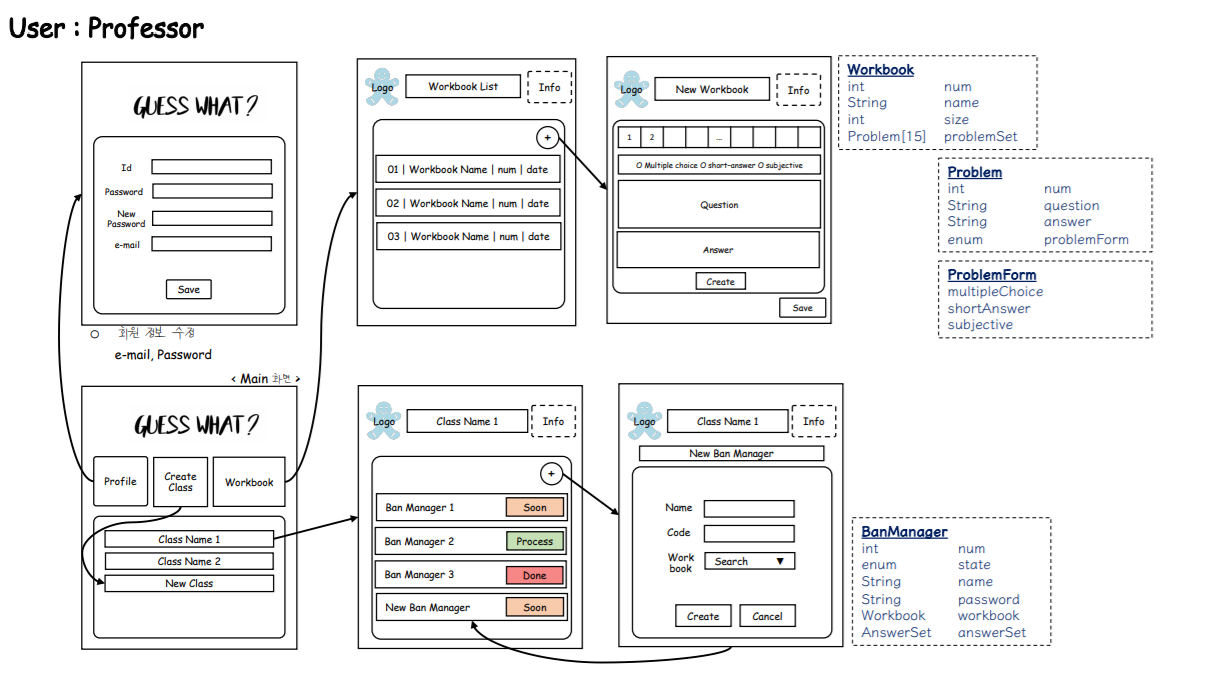 User : Professor
GUESS WHAT?
Id
Password
New
Password
e-mail
Save
○ 회원 정보 수정
e-mail, Password
Logo
Workbook List
Info
+
01 | Workbook Name | num | date
02 | Workbook Name | num | date
03 | Workbook Name | num | date
Logo
New Workbook
Info
1 2 ...
O Multiple choice O short-answer O subjective
Question
Answer
Create
Save
Workbook
int num
String name
int size
Problem[15] problemSet
Problem
int num
String question
String answer
enum problemForm
ProblemForm
multipleChoice
shortAnswer
subjective
< Main 화면 >
GUESS WHAT?
Profile
Create
Class
Workbook
Class Name 1
Class Name 2
New Class
Logo
Class Name 1
Info
+
Ban Manager 1 Soon
Ban Manager 2 Process
Ban Manager 3 Done
New Ban Manager Soon
Logo
Class Name 1
Info
New Ban Manager
Name
Code
Work
book
Search ▼
Create
Cancel
BanManager
int num
enum state
String name
String password
Workbook workbook
AnswerSet answerSet